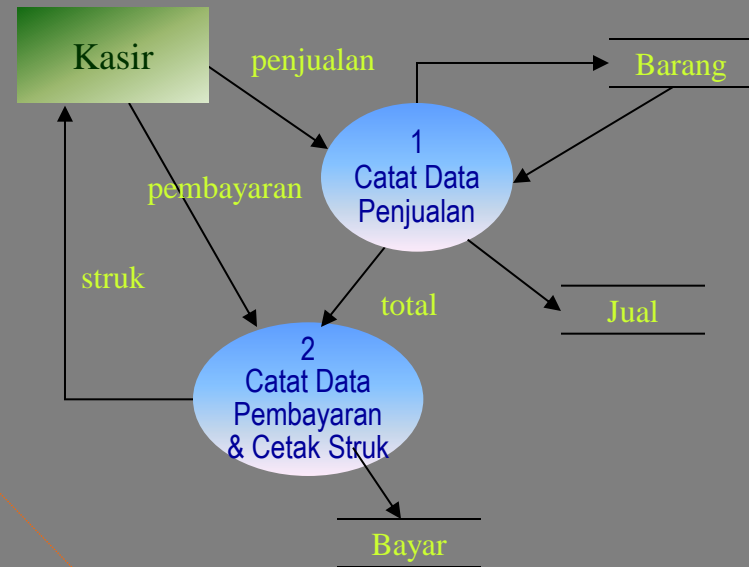 Kasir
penjualan
Barang
1
Catat Data
Penjualan
pembayaran
struk
total
Jual
2
Catat Data
Pembayaran
& Cetak Struk
Bayar